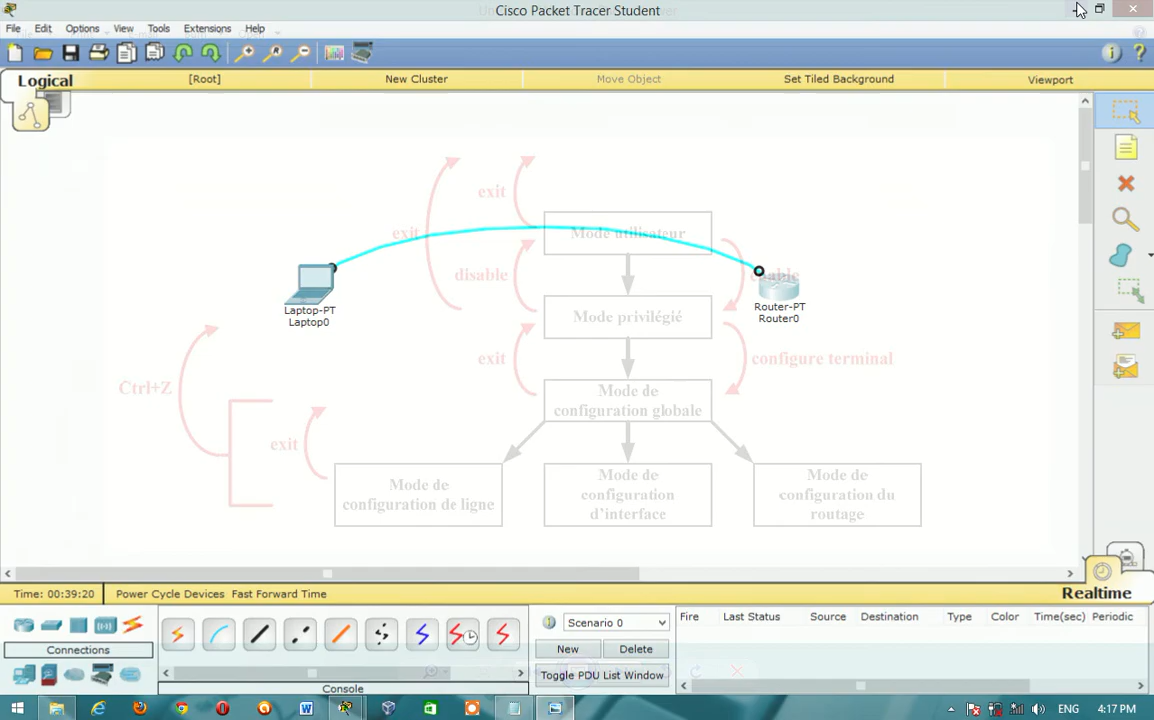 Cisco Packet Tracer Student
File Edit Options View Tools Extensions Help
Logical
[Root]
New Cluster
Move Object
Set Tiled Background
Viewport
exit
exit
Mode utilisateur
disable
enable
Laptop-PT
Laptop0
Router-PT
Router0
Mode privilégié
exit
configure terminal
Ctrl+Z
Mode de
configuration globale
exit
Mode de
configuration de ligne
Mode de
configuration
d'interface
Mode de
configuration du
routage
Time: 00:39:20
Power Cycle Devices Fast Forward Time
Realtime
Connections
Console
Scenario 0
New
Delete
Toggle PDU List Window
Fire Last Status Source Destination Type Color Time(sec) Periodic
ENG
4:17 PM